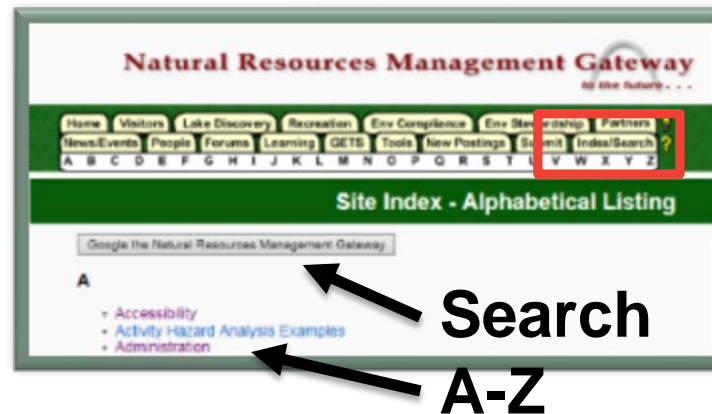 Natural Resources Management Gateway
to the future . . .
Home Visitors Lake Discovery Recreation Env Compliance Env Stewardship Partners
News/Events People Forums Learning GETS Tools New Postings Submit Index/Search ?
A B C D E F G H I J K L M N O P Q R S T U V W X Y Z
Site Index - Alphabetical Listing
Google the Natural Resources Management Gateway
A
• Accessibility
• Activity Hazard Analysis Examples
• Administration
Search
A-Z